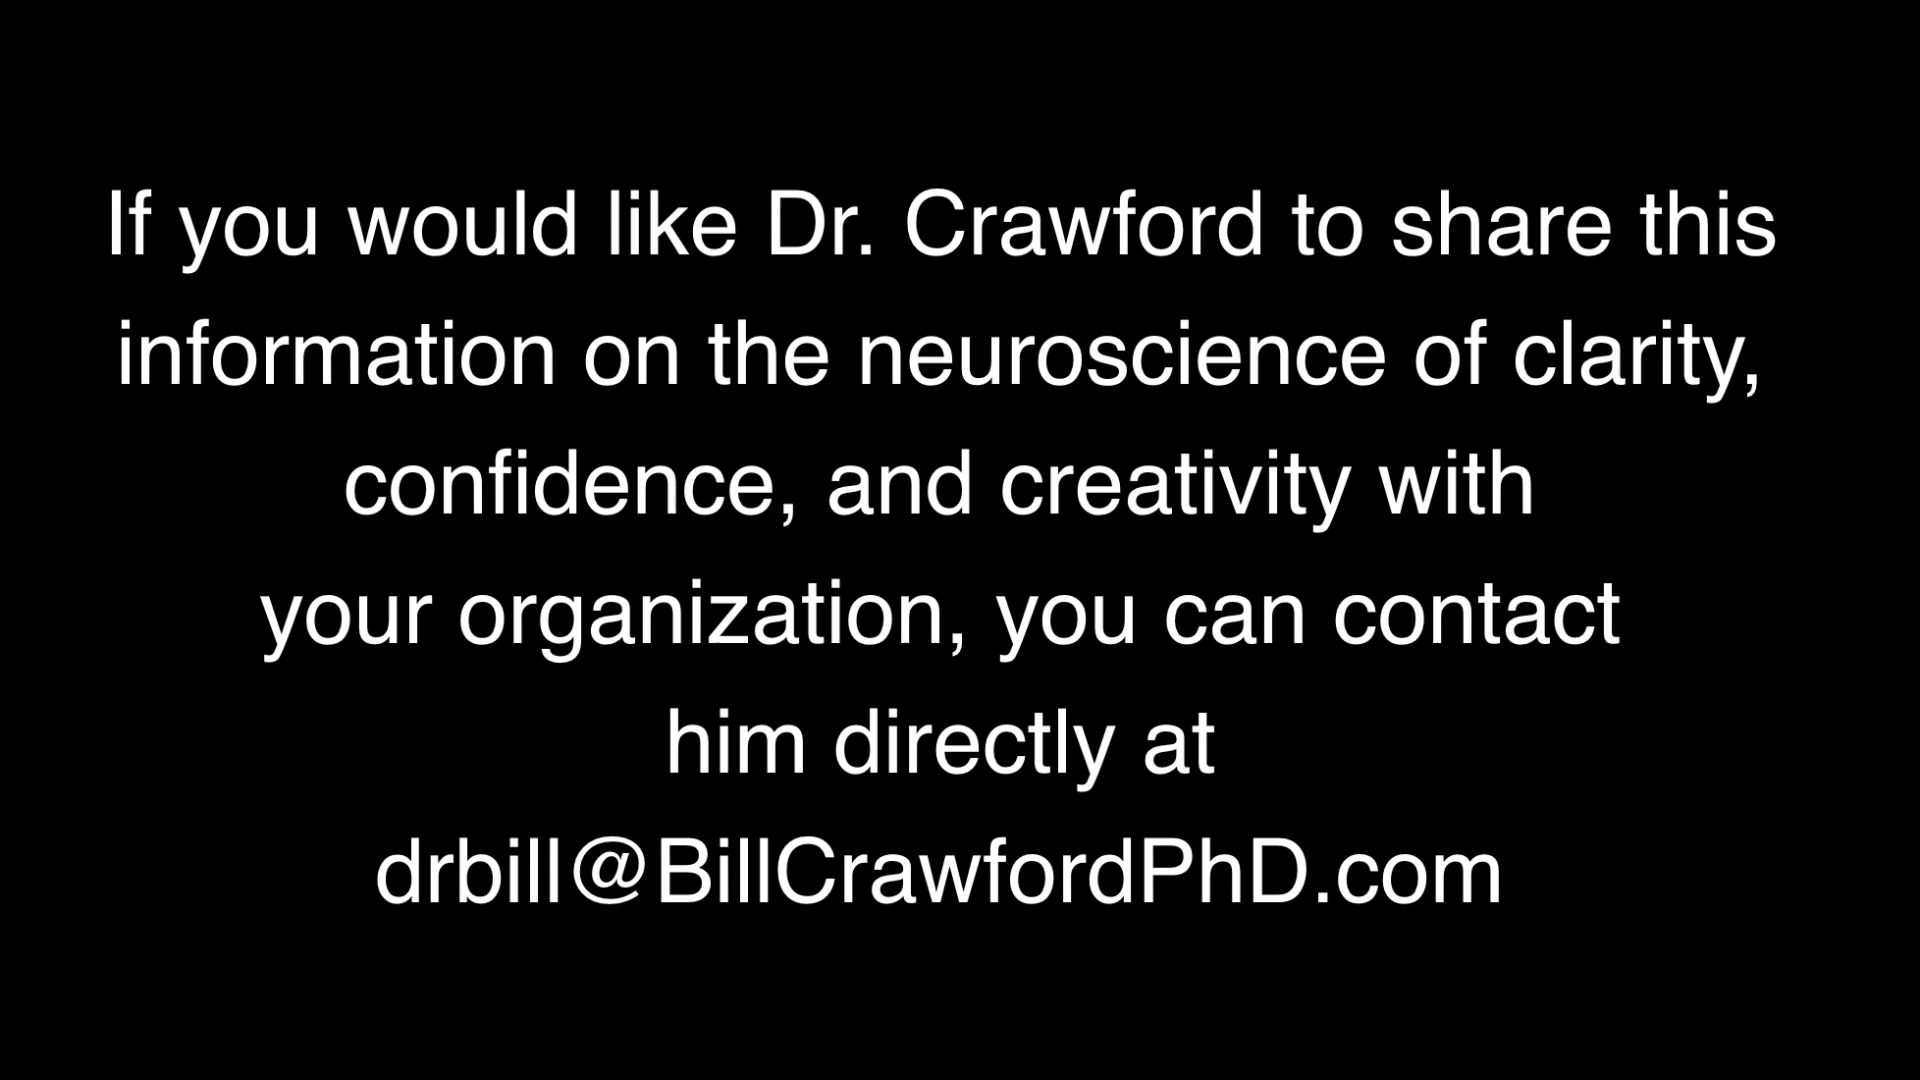 If you would like Dr. Crawford to share this
information on the neuroscience of clarity,
confidence, and creativity with
your organization, you can contact
him directly at
drbill@BillCrawfordPhD.com